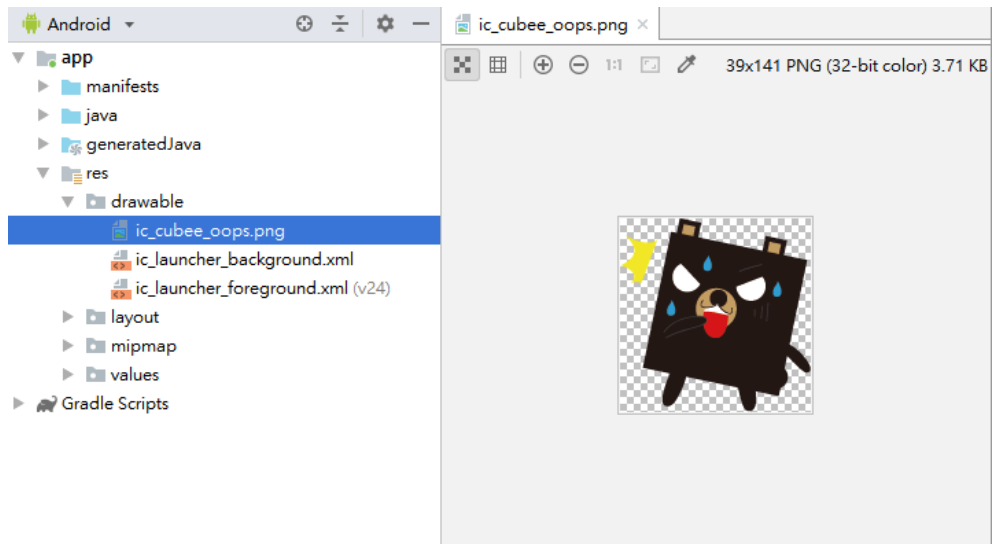 Android
ic_cubee_oops.png
1:1
39x141 PNG (32-bit color) 3.71 KB
app
manifests
java
generatedJava
res
drawable
ic_cubee_oops.png
ic_launcher_background.xml
ic_launcher_foreground.xml (v24)
layout
mipmap
values
Gradle Scripts